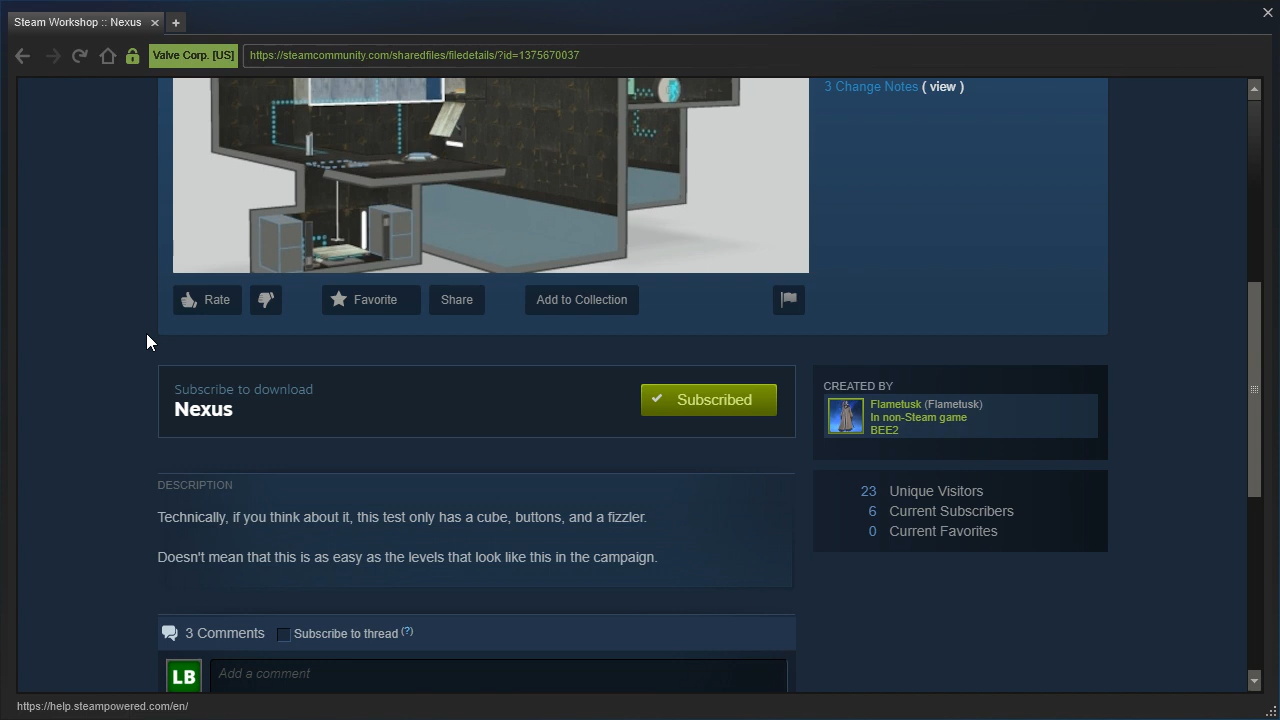 Steam Workshop :: Nexus × +
Valve Corp. [US] https://steamcommunity.com/sharedfiles/filedetails/?id=1375670037
3 Change Notes ( view )
Rate Favorite Share Add to Collection
Subscribe to download
Nexus
Subscribed
CREATED BY
Flametusk (Flametusk)
In non-Steam game
BEE2
DESCRIPTION
Technically, if you think about it, this test only has a cube, buttons, and a fizzler.
Doesn't mean that this is as easy as the levels that look like this in the campaign.
23 Unique Visitors
6 Current Subscribers
0 Current Favorites
3 Comments Subscribe to thread (?)
LB Add a comment
https://help.steampowered.com/en/